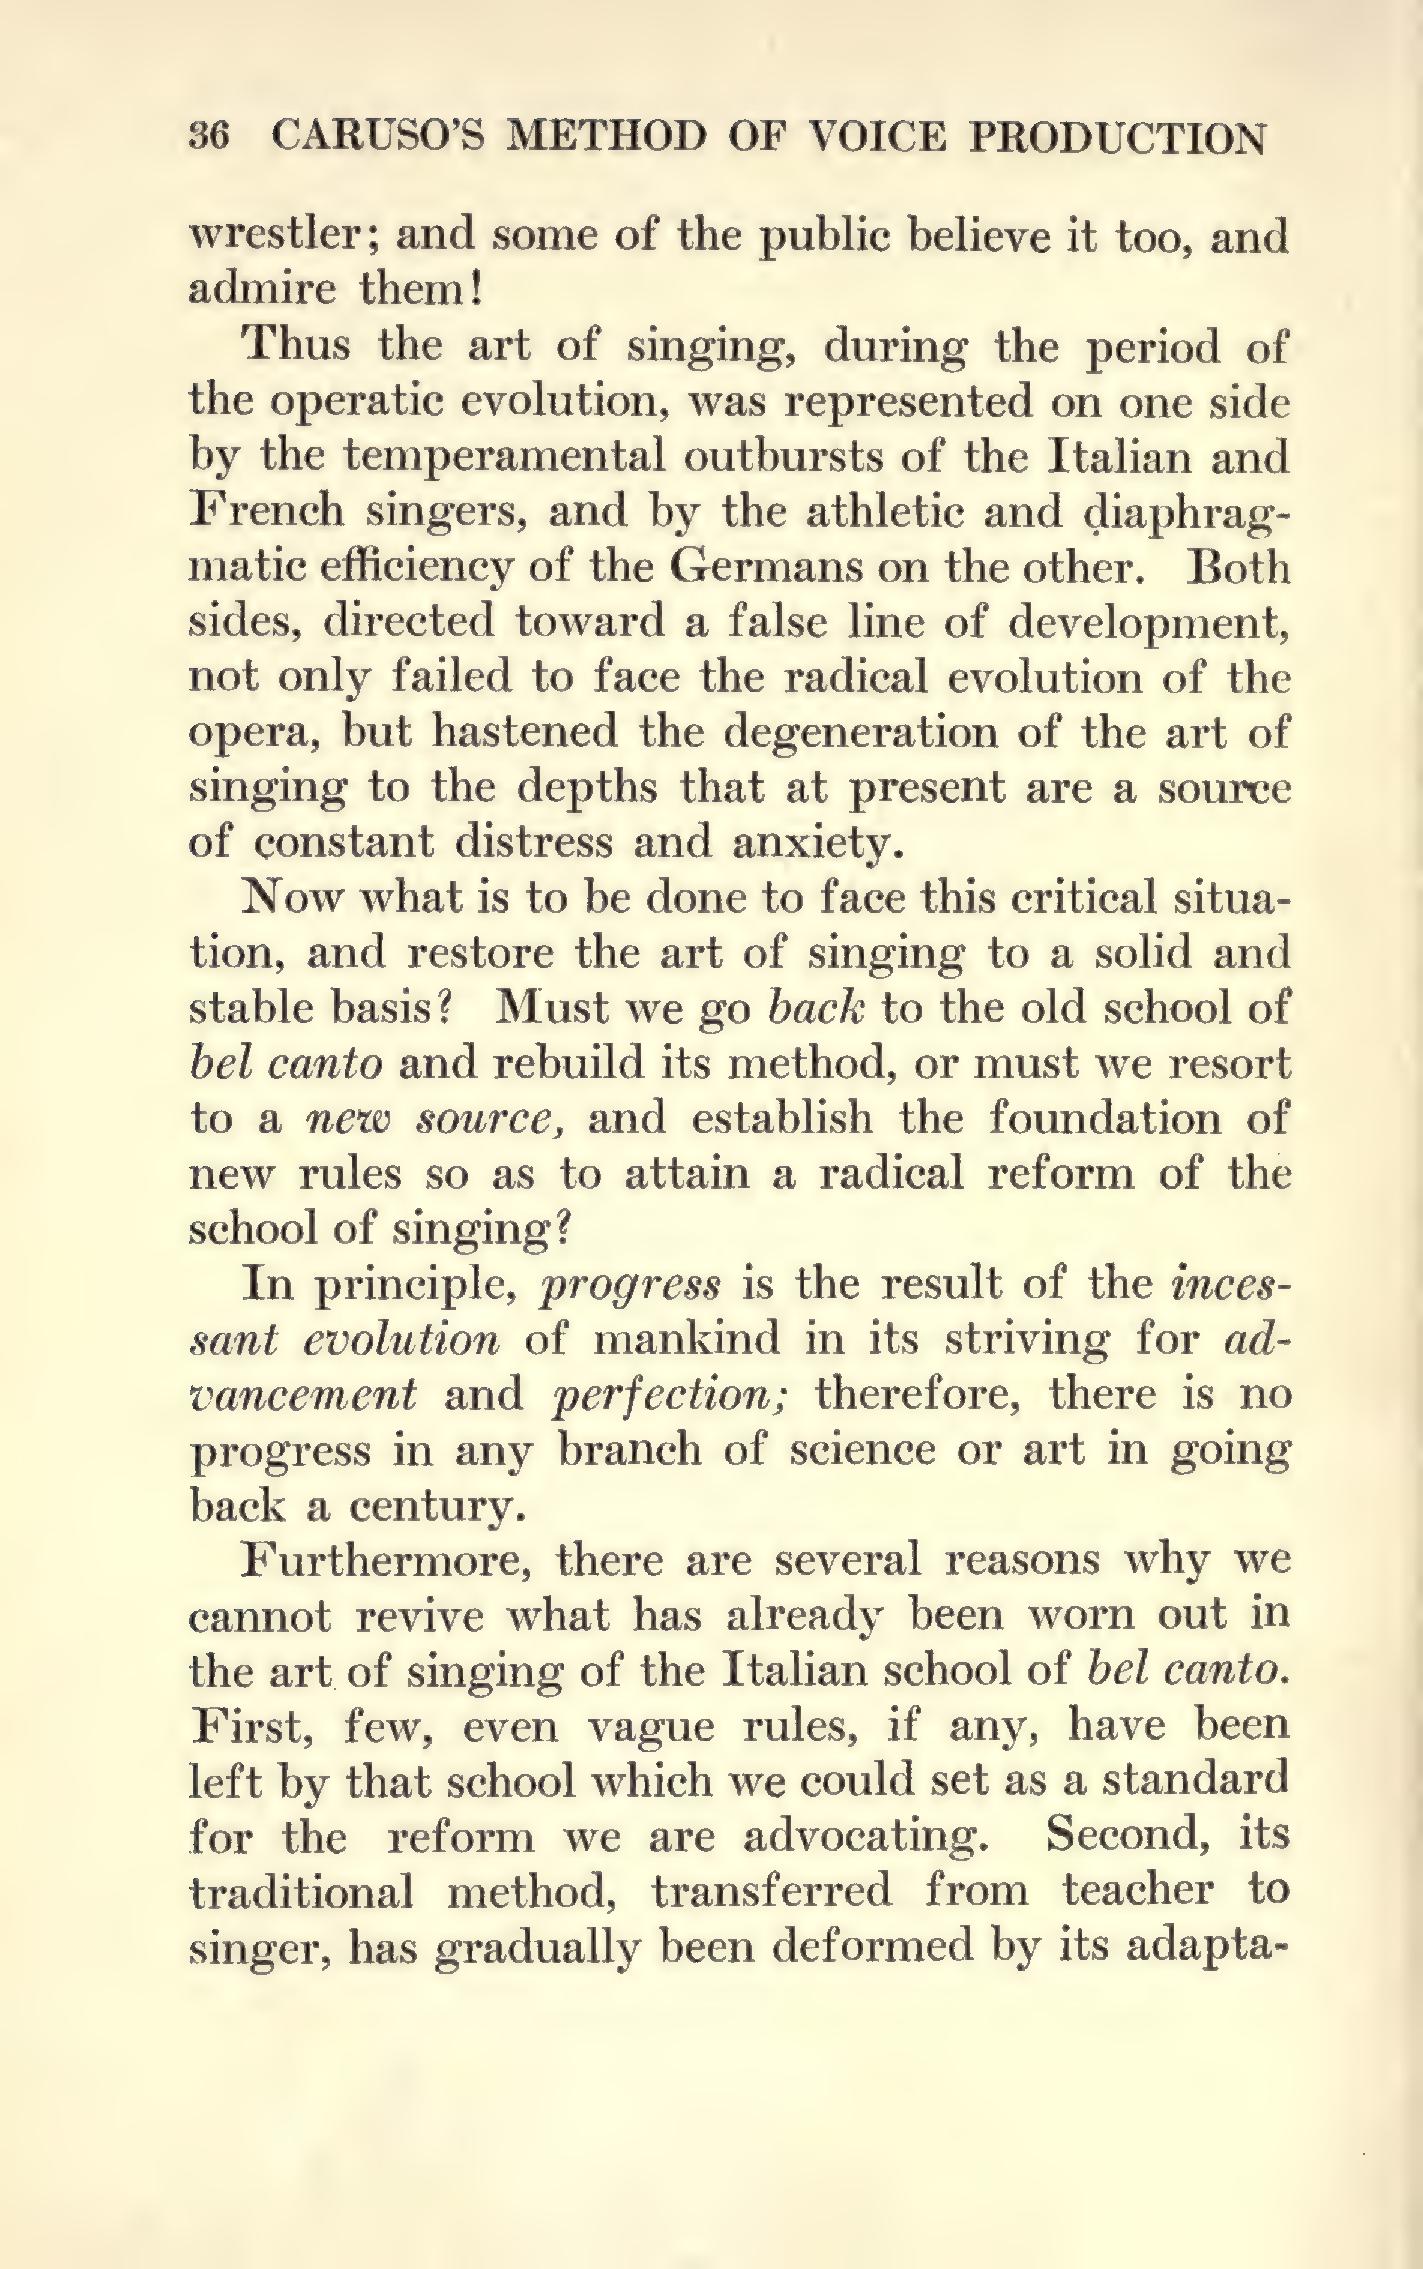 36 CARUSO'S METHOD OF VOICE PRODUCTION
wrestler; and some of the public believe it too, and
admire them!
Thus the art of singing, during the period of
the operatic evolution, was represented on one side
by the temperamental outbursts of the Italian and
French singers, and by the athletic and diaphrag-
matic efficiency of the Germans on the other. Both
sides, directed toward a false line of development,
not only failed to face the radical evolution of the
opera, but hastened the degeneration of the art of
singing to the depths that at present are a source
of constant distress and anxiety.
Now what is to be done to face this critical situa-
tion, and restore the art of singing to a solid and
stable basis? Must we go back to the old school of
bel canto and rebuild its method, or must we resort
to a new source, and establish the foundation of
new rules so as to attain a radical reform of the
school of singing?
In principle, progress is the result of the inces-
sant evolution of mankind in its striving for ad-
vancement and perfection; therefore, there is no
progress in any branch of science or art in going
back a century.
Furthermore, there are several reasons why we
cannot revive what has already been worn out in
the art of singing of the Italian school of bel canto.
First, few, even vague rules, if any, have been
left by that school which we could set as a standard
for the reform we are advocating. Second, its
traditional method, transferred from teacher to
singer, has gradually been deformed by its adapta-